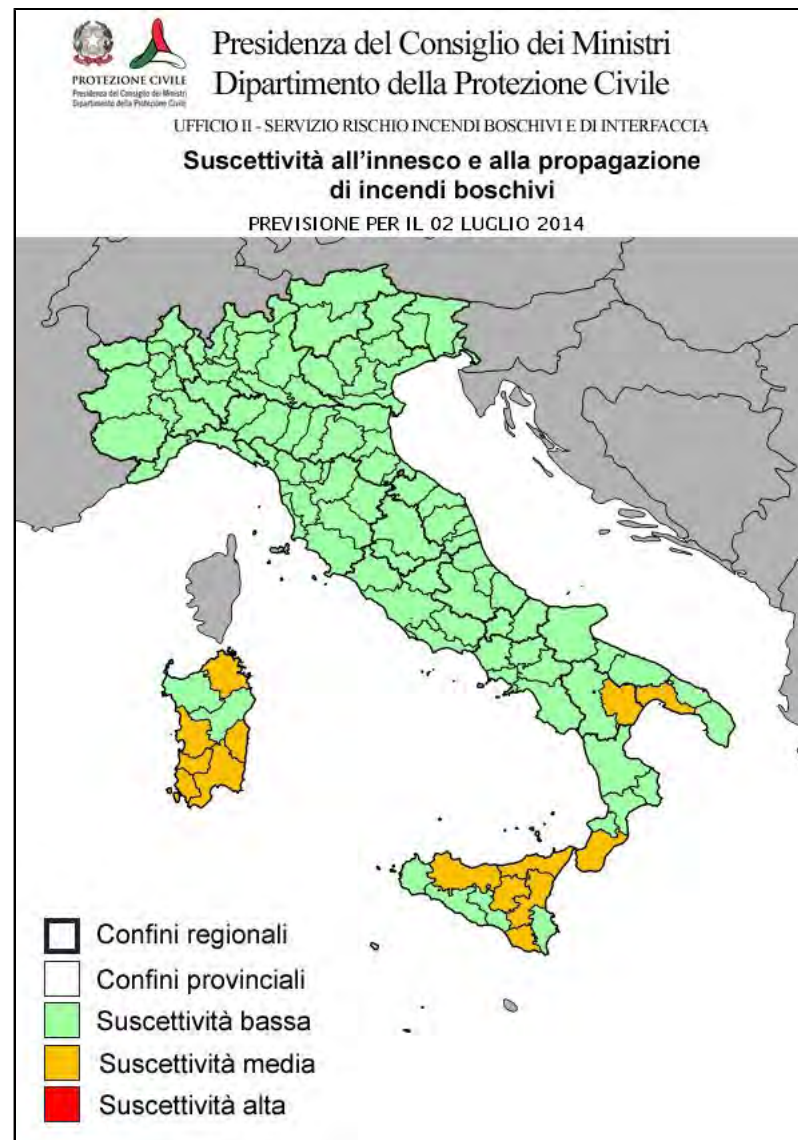 Presidenza del Consiglio dei Ministri
Dipartimento della Protezione Civile
PROTEZIONE CIVILE
Presidenza del Consiglio dei Ministri
Dipartimento della Protezione Civile
UFFICIO II - SERVIZIO RISCHIO INCENDI BOSCHIVI E DI INTERFACCIA
Suscettività all'innesco e alla propagazione
di incendi boschivi
PREVISIONE PER IL 02 LUGLIO 2014
Confini regionali
Confini provinciali
Suscettività bassa
Suscettività media
Suscettività alta